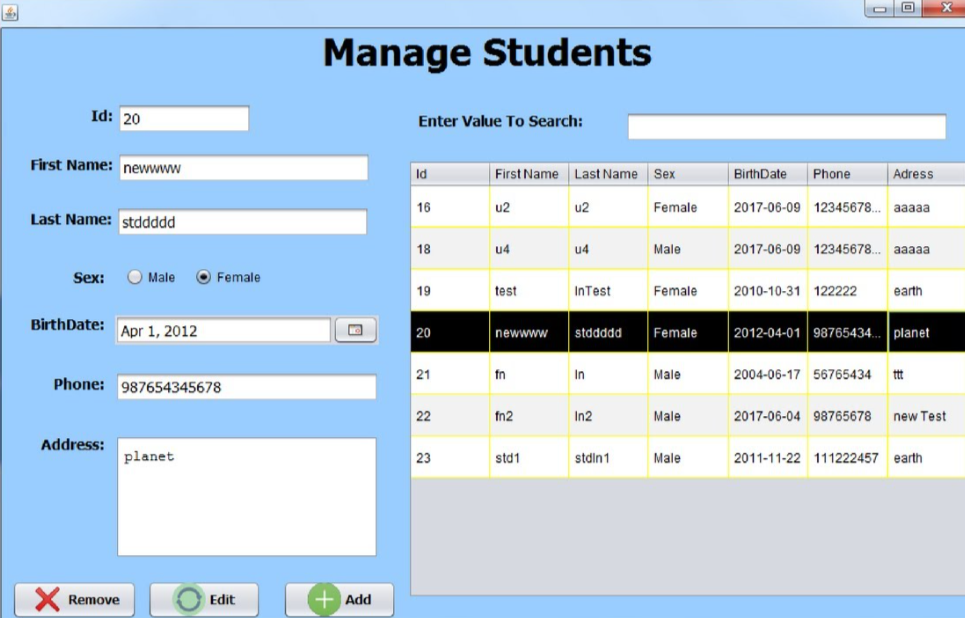 Manage Students
Id: 20
First Name: newwww
Last Name: stddddd
Sex: Male Female
BirthDate: Apr 1, 2012
Phone: 987654345678
Address: planet
Remove Edit Add
Enter Value To Search:
Id First Name Last Name Sex BirthDate Phone Adress
16 u2 u2 Female 2017-06-09 12345678... aaaaa
18 u4 u4 Male 2017-06-09 12345678... aaaaa
19 test lnTest Female 2010-10-31 122222 earth
20 newwww stddddd Female 2012-04-01 98765434... planet
21 fn ln Male 2004-06-17 56765434 ttt
22 fn2 ln2 Male 2017-06-04 98765678 new Test
23 std1 stdln1 Male 2011-11-22 111222457 earth